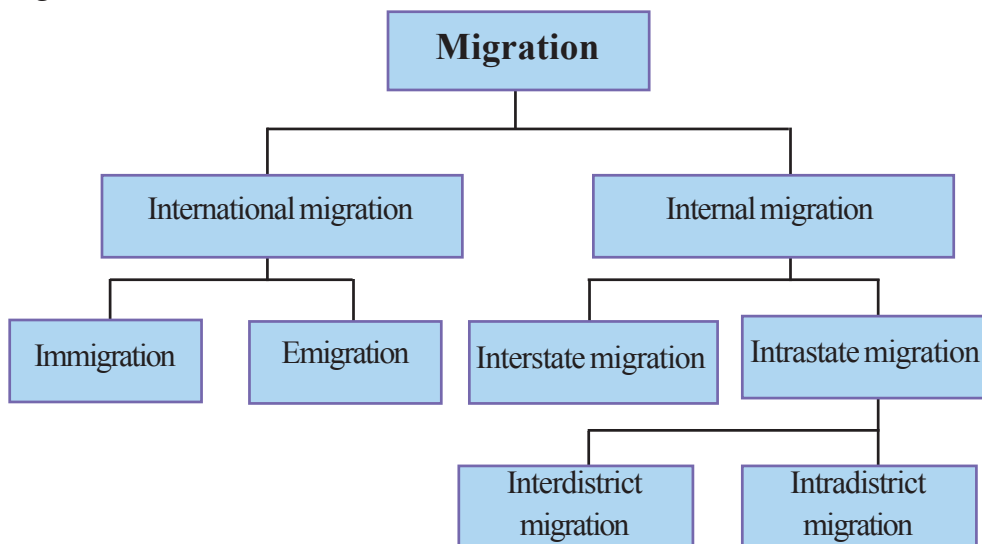 Migration
International migration
Internal migration
Immigration
Emigration
Interstate migration
Intrastate migration
Interdistrict
migration
Intradistrict
migration